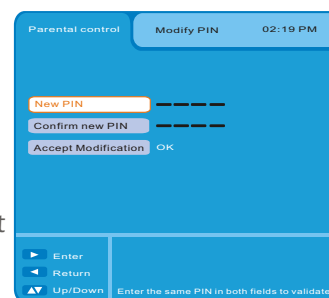 Parental control Modify PIN 02:19 PM
New PIN
Confirm new PIN
Accept Modification OK
t
Enter
Return
Up/Down Enter the same PIN in both fields to validate